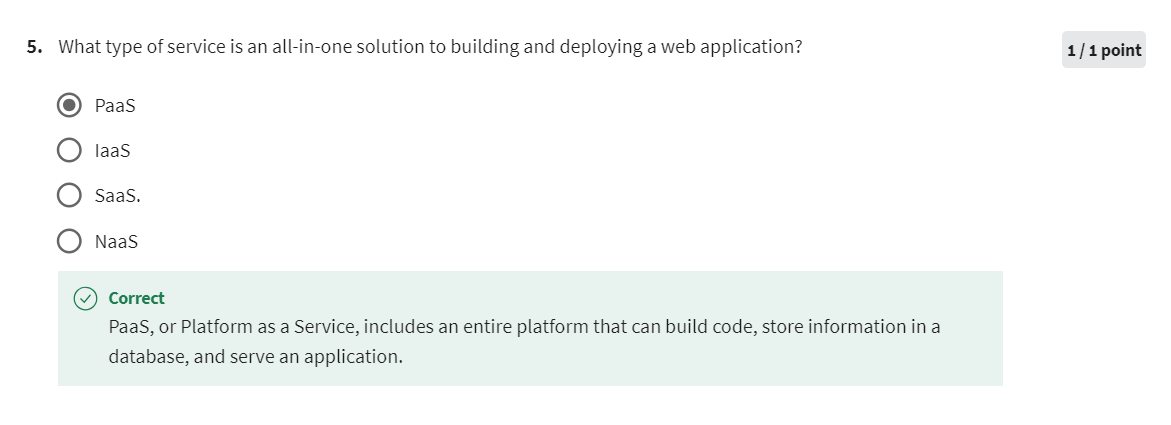 5. What type of service is an all-in-one solution to building and deploying a web application?
1 / 1 point
PaaS
IaaS
SaaS.
NaaS
Correct
PaaS, or Platform as a Service, includes an entire platform that can build code, store information in a
database, and serve an application.